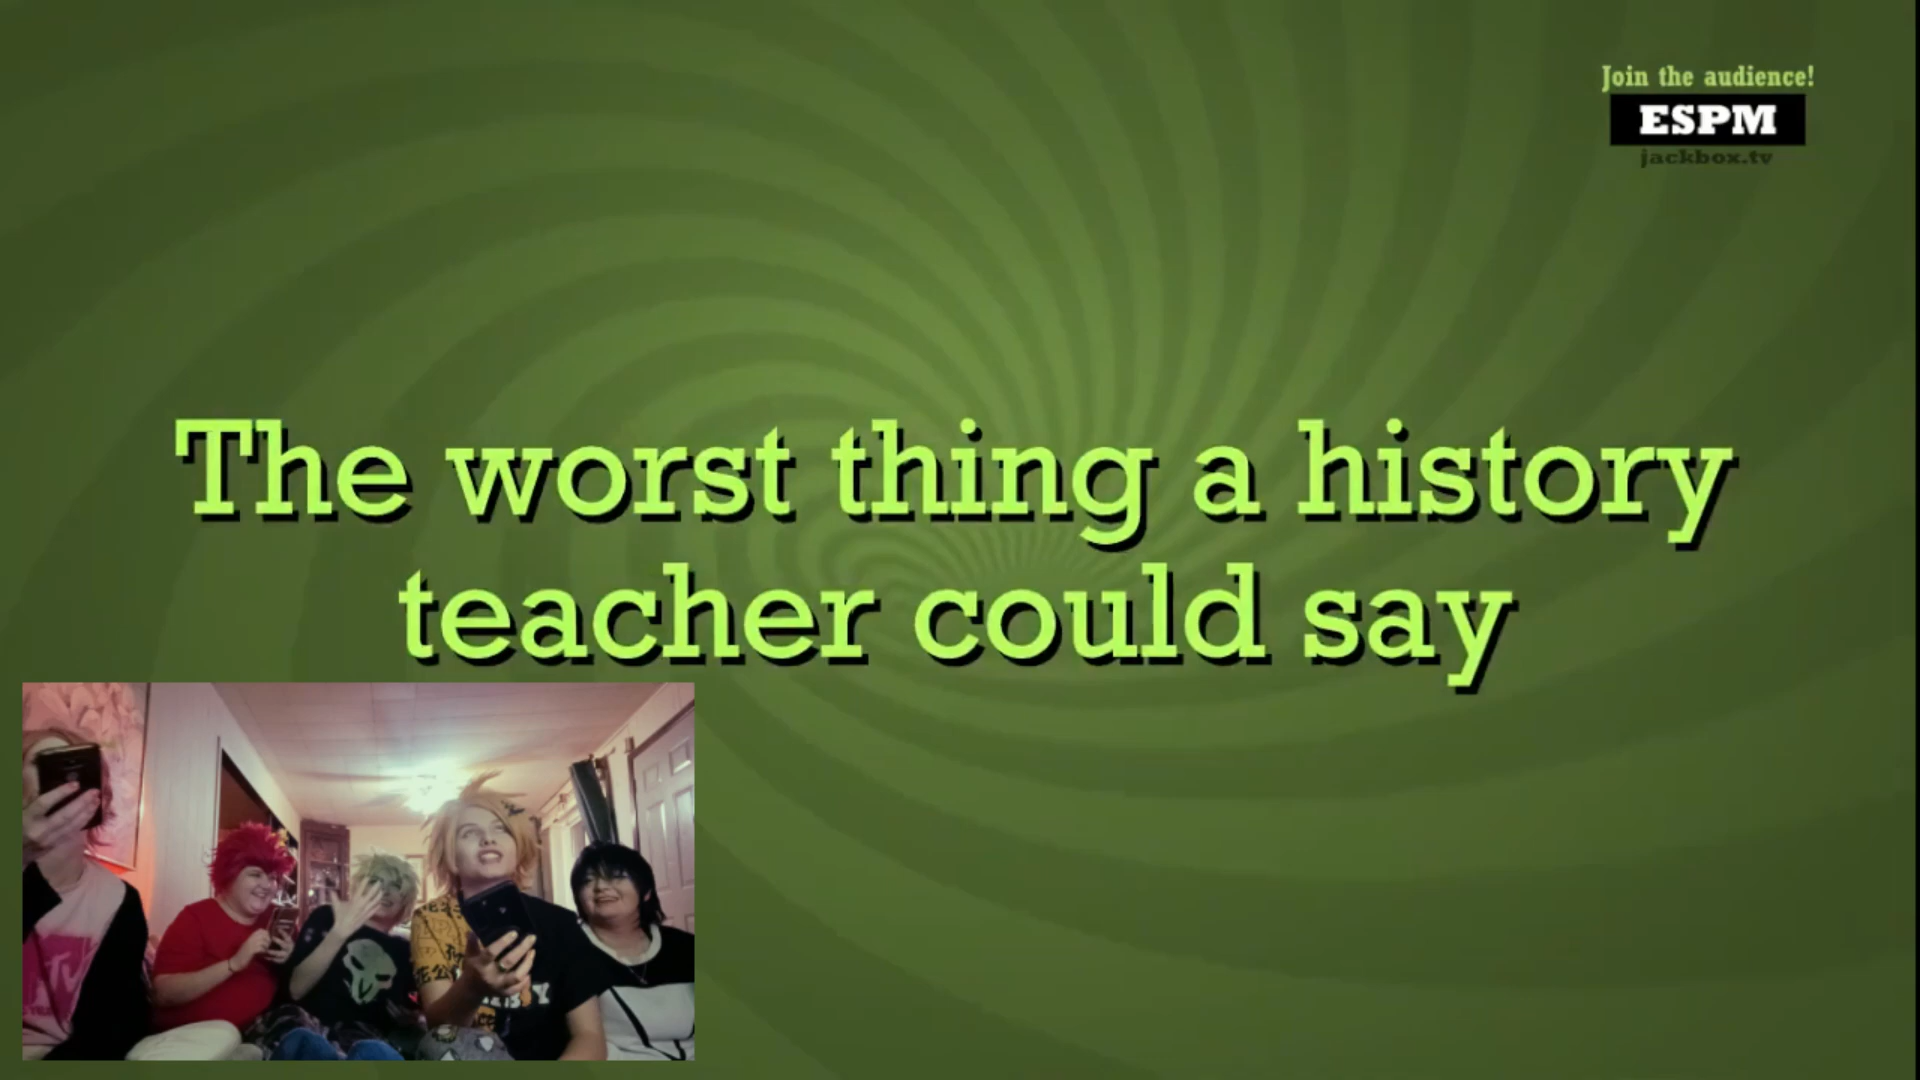 Join the audience!
ESPM
jackbox.tv
The worst thing a history
teacher could say